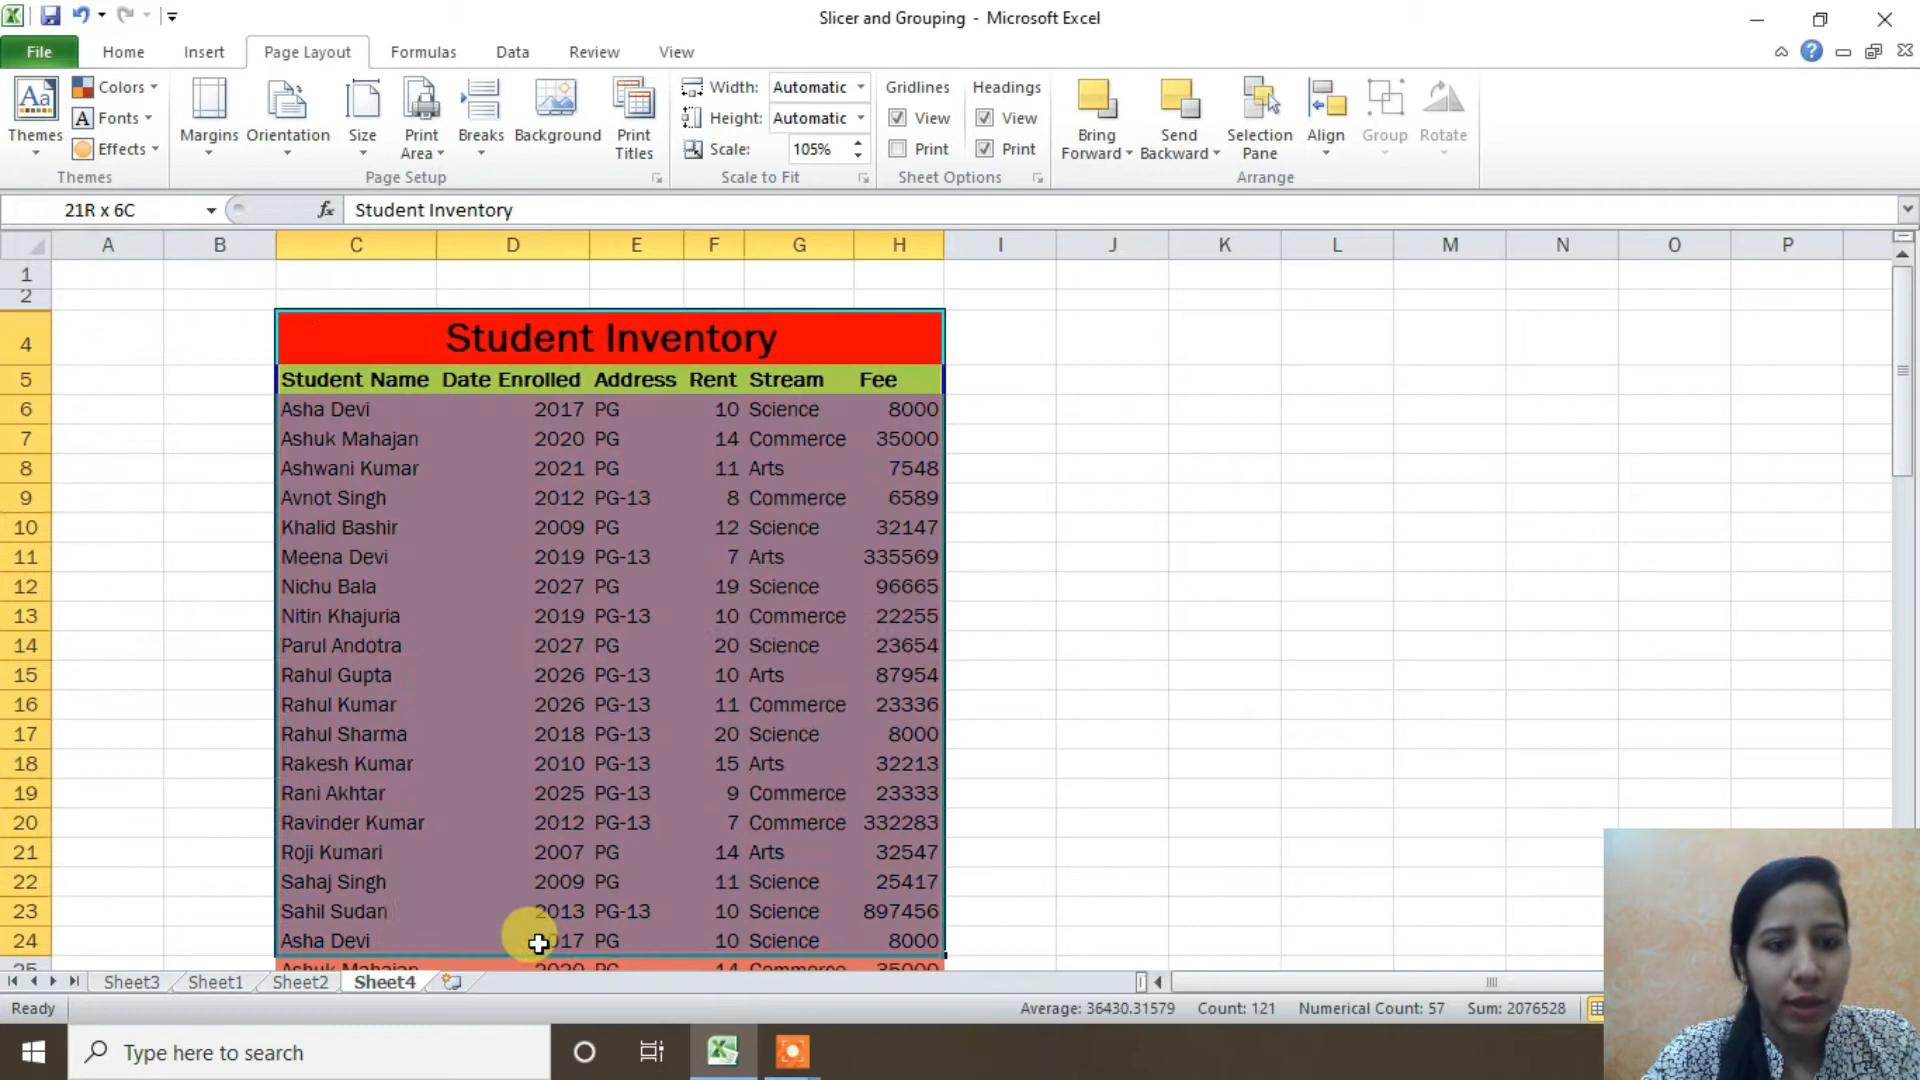 Slicer and Grouping - Microsoft Excel
File Home Insert Page Layout Formulas Data Review View
Themes Colors Fonts Effects Margins Orientation Size Print Area Breaks Background Print Titles Width: Automatic Height: Automatic Scale: 105% Gridlines View Print Headings View Print Bring Forward Send Backward Selection Pane Align Group Rotate
Themes Page Setup Scale to Fit Sheet Options Arrange
21R x 6C fx Student Inventory
A B C D E F G H I J K L M N O P
1
2
4 Student Inventory
5 Student Name Date Enrolled Address Rent Stream Fee
6 Asha Devi 2017 PG 10 Science 8000
7 Ashuk Mahajan 2020 PG 14 Commerce 35000
8 Ashwani Kumar 2021 PG 11 Arts 7548
9 Avnot Singh 2012 PG-13 8 Commerce 6589
10 Khalid Bashir 2009 PG 12 Science 32147
11 Meena Devi 2019 PG-13 7 Arts 335569
12 Nichu Bala 2027 PG 19 Science 96665
13 Nitin Khajuria 2019 PG-13 10 Commerce 22255
14 Parul Andotra 2027 PG 20 Science 23654
15 Rahul Gupta 2026 PG-13 10 Arts 87954
16 Rahul Kumar 2026 PG-13 11 Commerce 23336
17 Rahul Sharma 2018 PG-13 20 Science 8000
18 Rakesh Kumar 2010 PG-13 15 Arts 32213
19 Rani Akhtar 2025 PG-13 9 Commerce 23333
20 Ravinder Kumar 2012 PG-13 7 Commerce 332283
21 Roji Kumari 2007 PG 14 Arts 32547
22 Sahaj Singh 2009 PG 11 Science 25417
23 Sahil Sudan 2013 PG-13 10 Science 897456
24 Asha Devi 2017 PG 10 Science 8000
25 Ashuk Mahajan 2020 PG 14 Commerce 35000
Sheet3 Sheet1 Sheet2 Sheet4
Ready Average: 36430.31579 Count: 121 Numerical Count: 57 Sum: 2076528
Type here to search